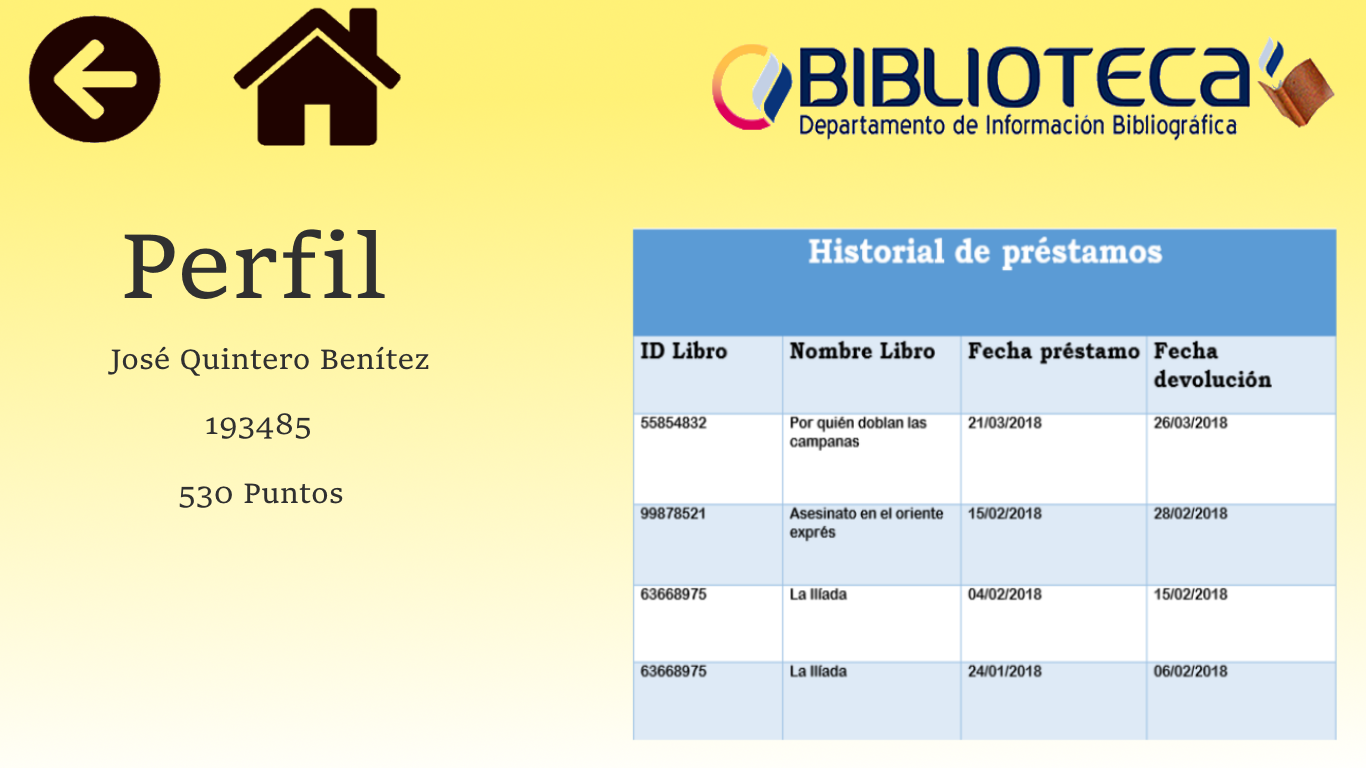 BIBLIOTECA
Departamento de Información Bibliográfica
Perfil
José Quintero Benítez
193485
530 Puntos
Historial de préstamos
ID Libro Nombre Libro Fecha préstamo Fecha
devolución
55854832 Por quién doblan las 21/03/2018 26/03/2018
campanas
99878521 Asesinato en el oriente 15/02/2018 28/02/2018
exprés
63668975 La Ilíada 04/02/2018 15/02/2018
63668975 La Ilíada 24/01/2018 06/02/2018